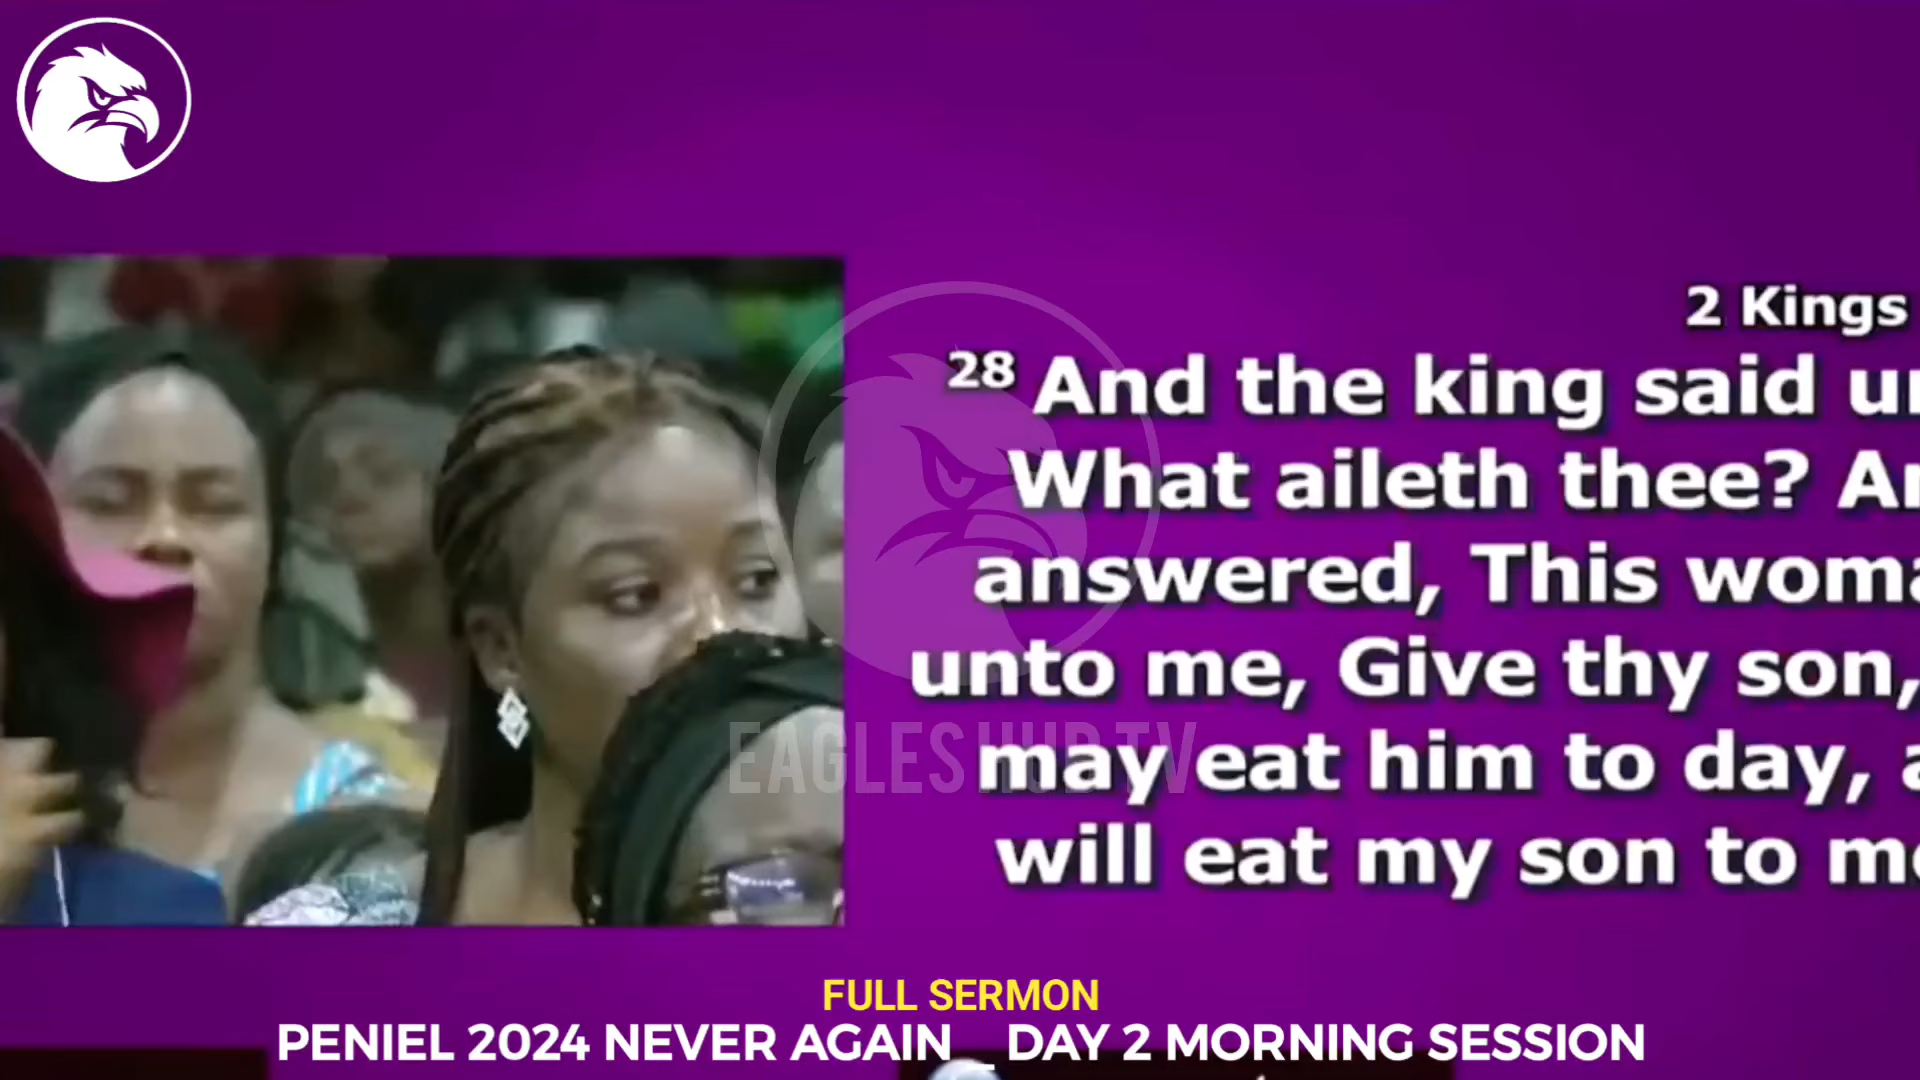 2 Kings
28 And the king said
What aileth thee?
answered, This
unto me, Give thy son,
may eat him to day,
will eat my son to
EAGLES HUB TV
FULL SERMON
PENIEL 2024 NEVER AGAIN _ DAY 2 MORNING SESSION